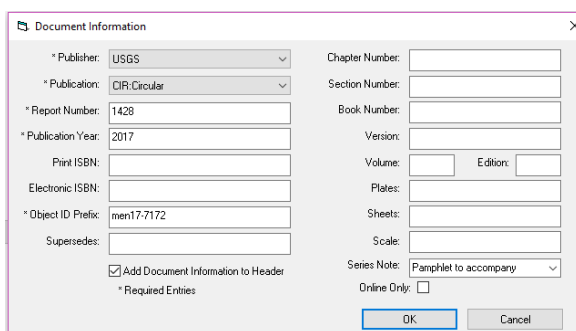 Document Information
* Publisher: USGS
* Publication: CIR:Circular
* Report Number: 1428
* Publication Year: 2017
Print ISBN:
Electronic ISBN:
* Object ID Prefix: men17-7172
Supersedes:
Add Document Information to Header
* Required Entries
Chapter Number:
Section Number:
Book Number:
Version:
Volume: Edition:
Plates:
Sheets:
Scale:
Series Note: Pamphlet to accompany
Online Only:
OK Cancel